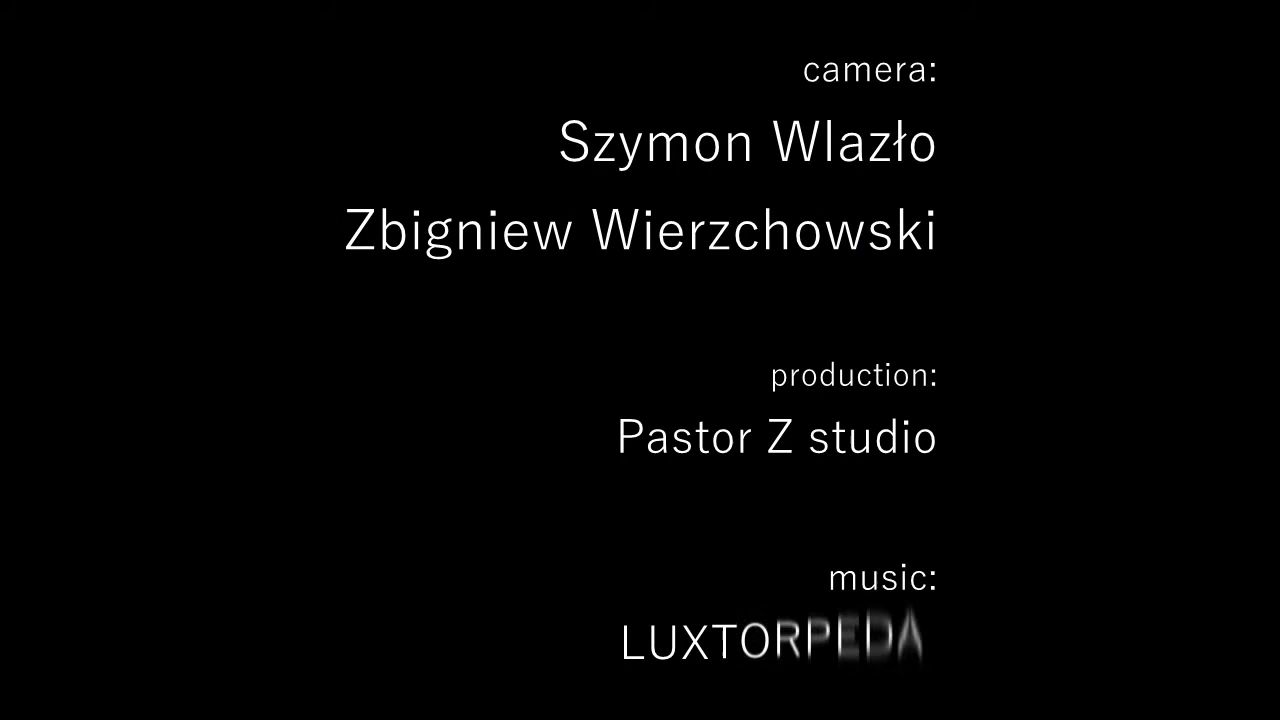 camera:
Szymon Wlazło
Zbigniew Wierzchowski
production:
Pastor Z studio
music:
LUXTORPEDA